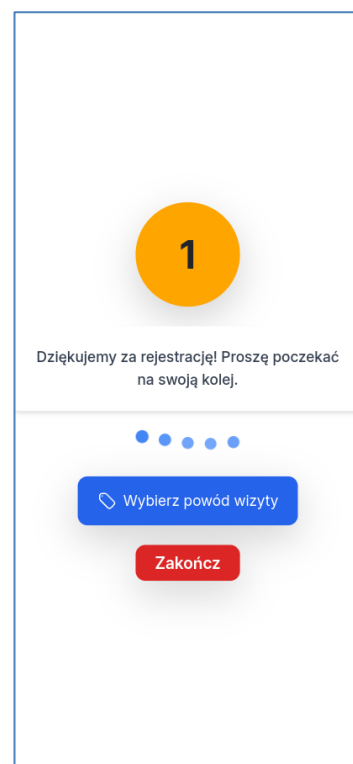 1
Dziękujemy za rejestrację! Proszę poczekać
na swoją kolej.
Wybierz powód wizyty
Zakończ